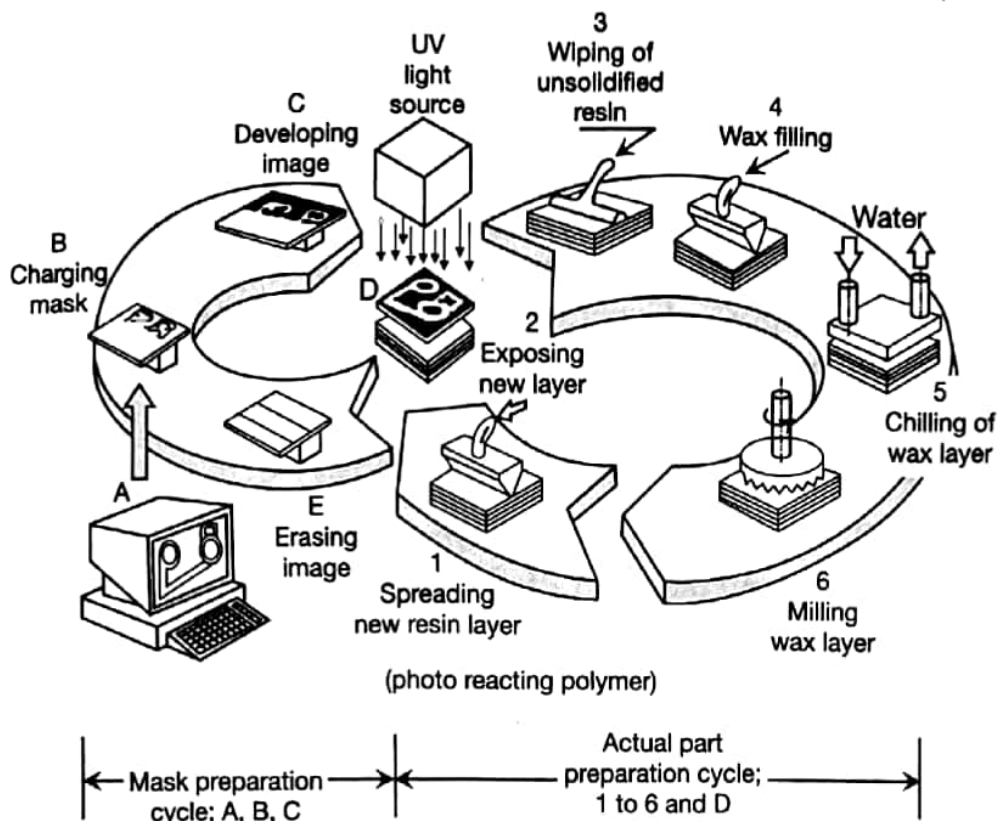 UV
light
source
3
Wiping of
unsolidified
resin
4
Wax filling
C
Developing
image
Water
B
Charging
mask
D
2
Exposing
new layer
5
Chilling of
wax layer
A
E
Erasing
image
1
Spreading
new resin layer
6
Milling
wax layer
(photo reacting polymer)
Mask preparation
cycle; A, B, C
Actual part
preparation cycle;
1 to 6 and D